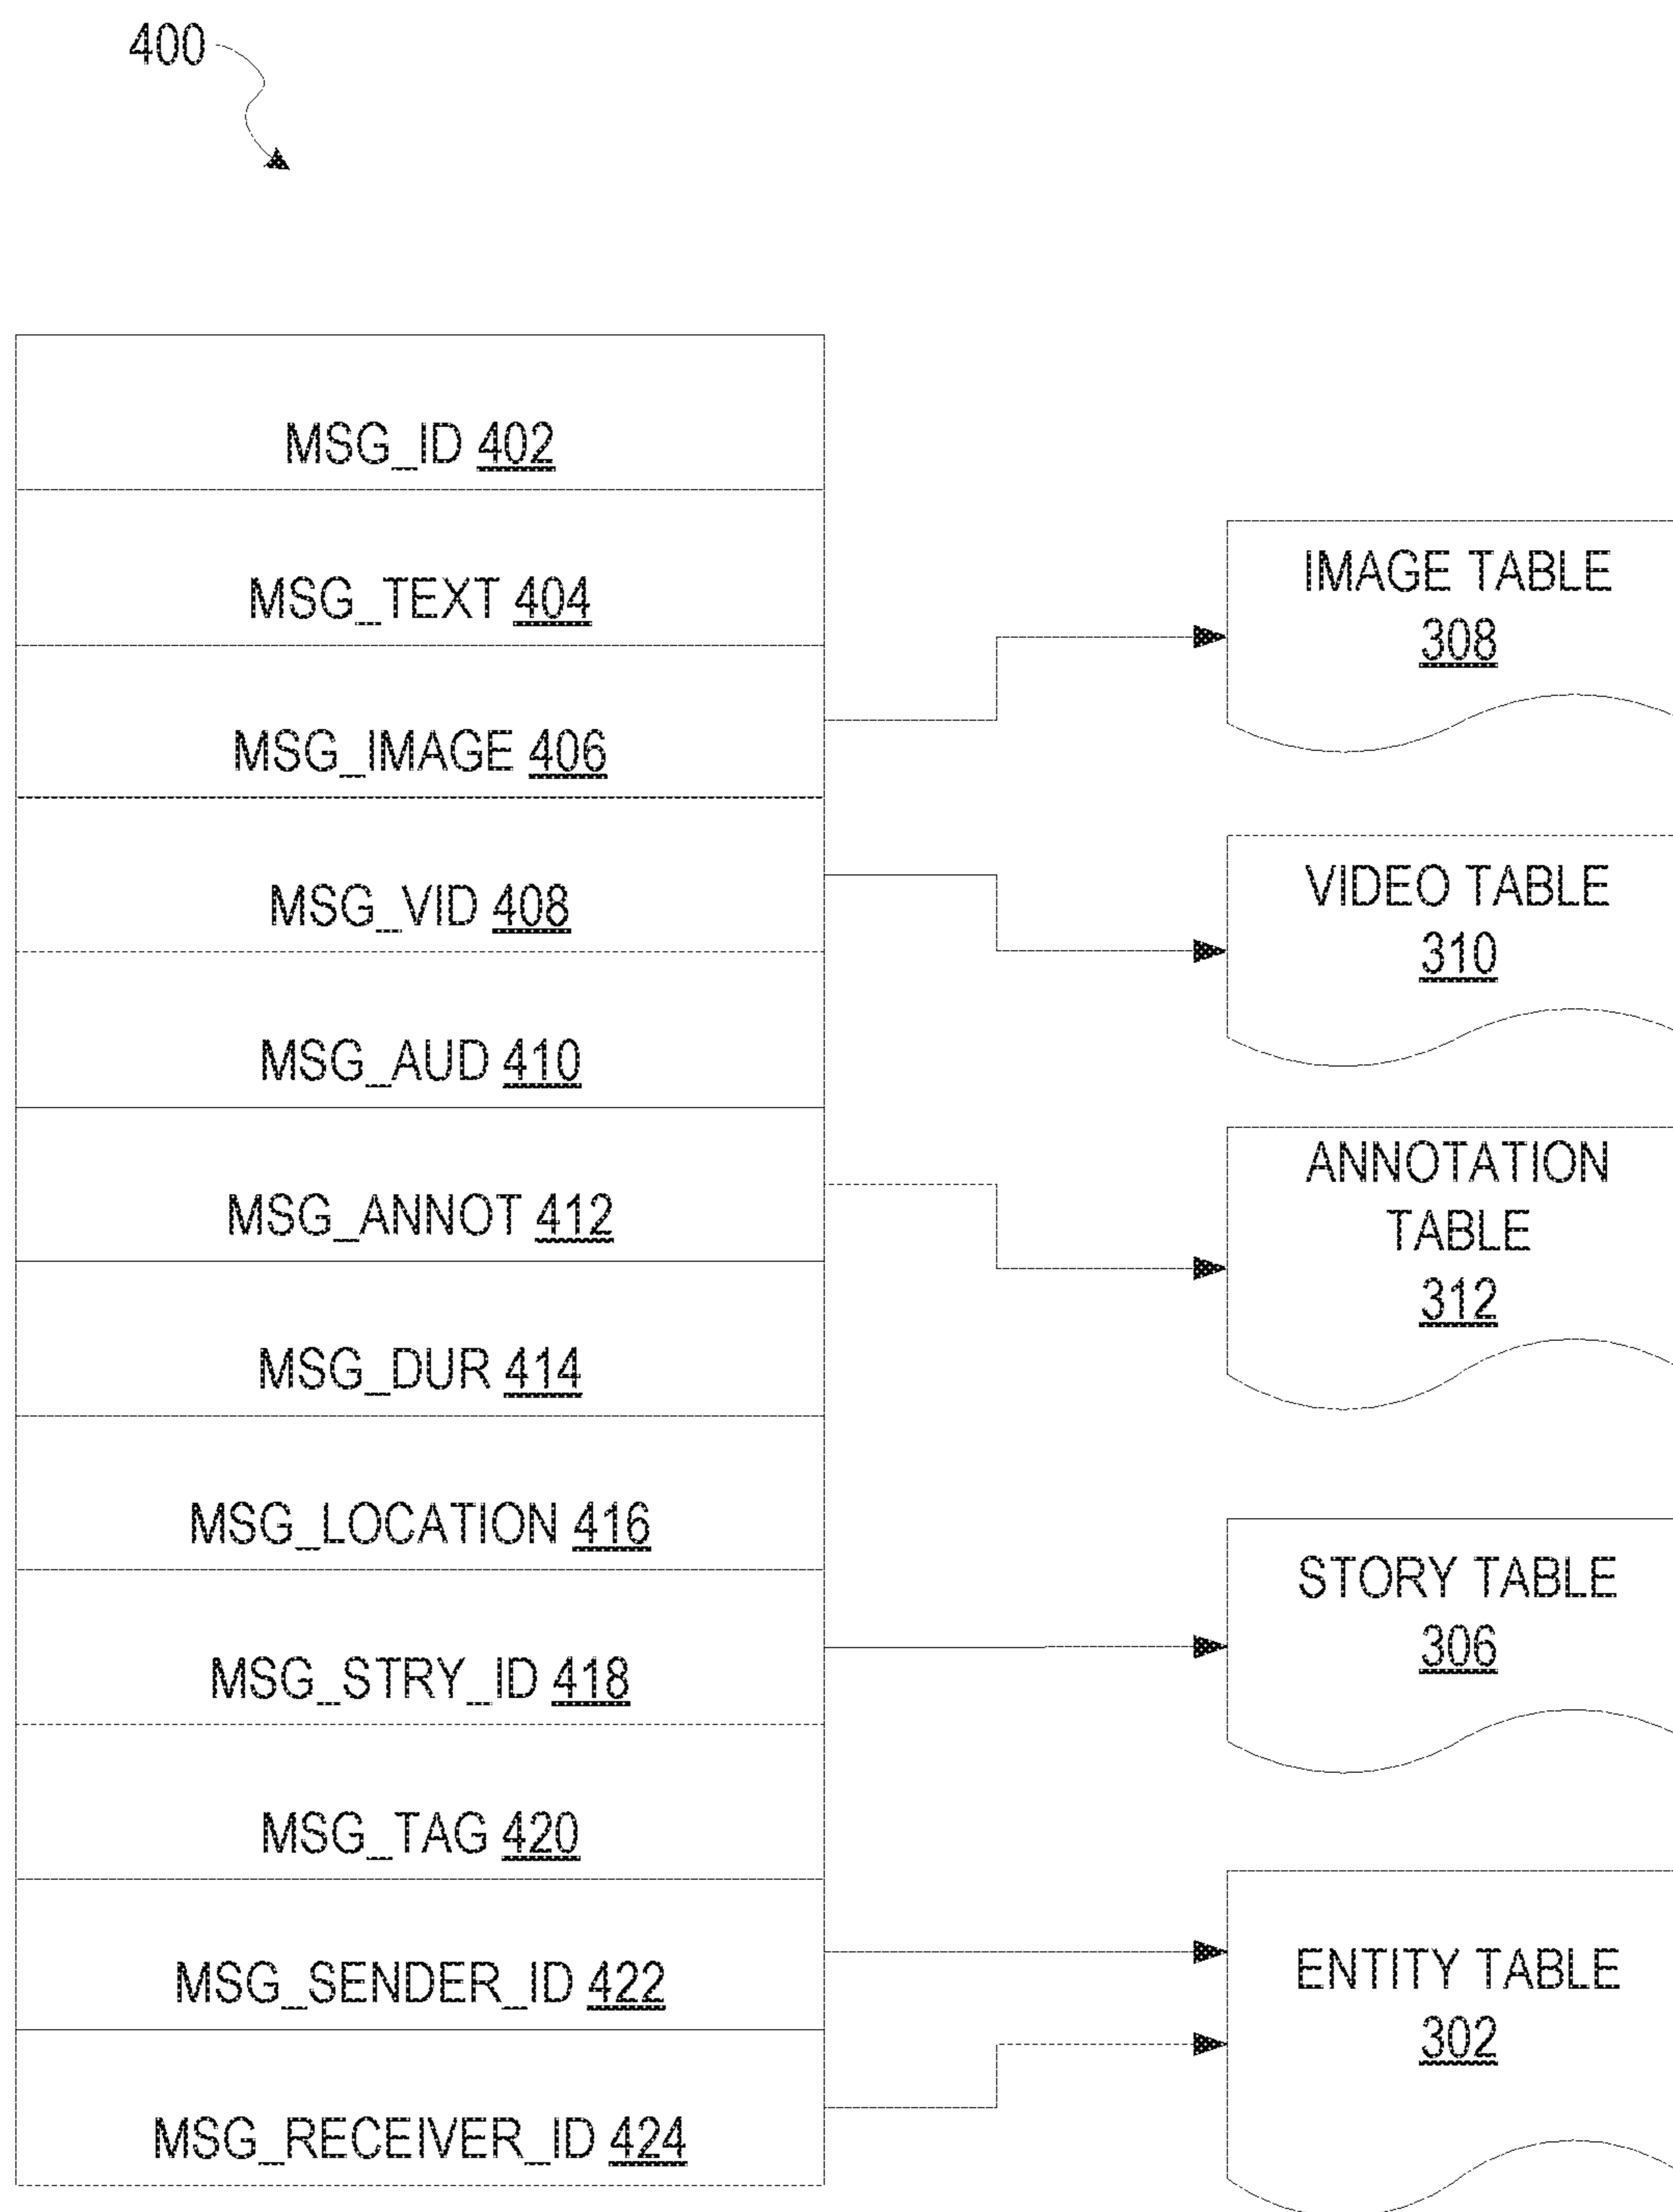 400
MSG_ID 402
MSG_TEXT 404
MSG_IMAGE 406
MSG_VID 408
MSG_AUD 410
MSG_ANNOT 412
MSG_DUR 414
MSG_LOCATION 416
MSG_STRY_ID 418
MSG_TAG 420
MSG_SENDER_ID 422
MSG_RECEIVER_ID 424
IMAGE TABLE
308
VIDEO TABLE
310
ANNOTATION
TABLE
312
STORY TABLE
306
ENTITY TABLE
302